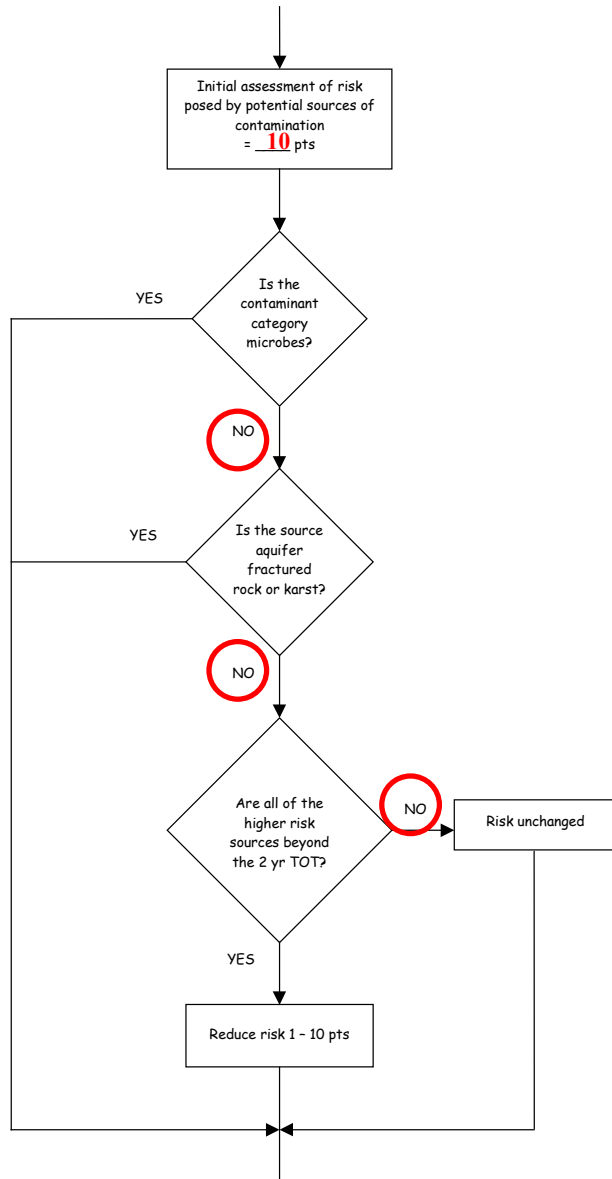 Initial assessment of risk
posed by potential sources of
contamination
= 10 pts
Is the
contaminant
category
microbes?
YES
NO
Is the source
aquifer
fractured
rock or karst?
YES
NO
Are all of the
higher risk
sources beyond
the 2 yr TOT?
NO
Risk unchanged
YES
Reduce risk 1 – 10 pts